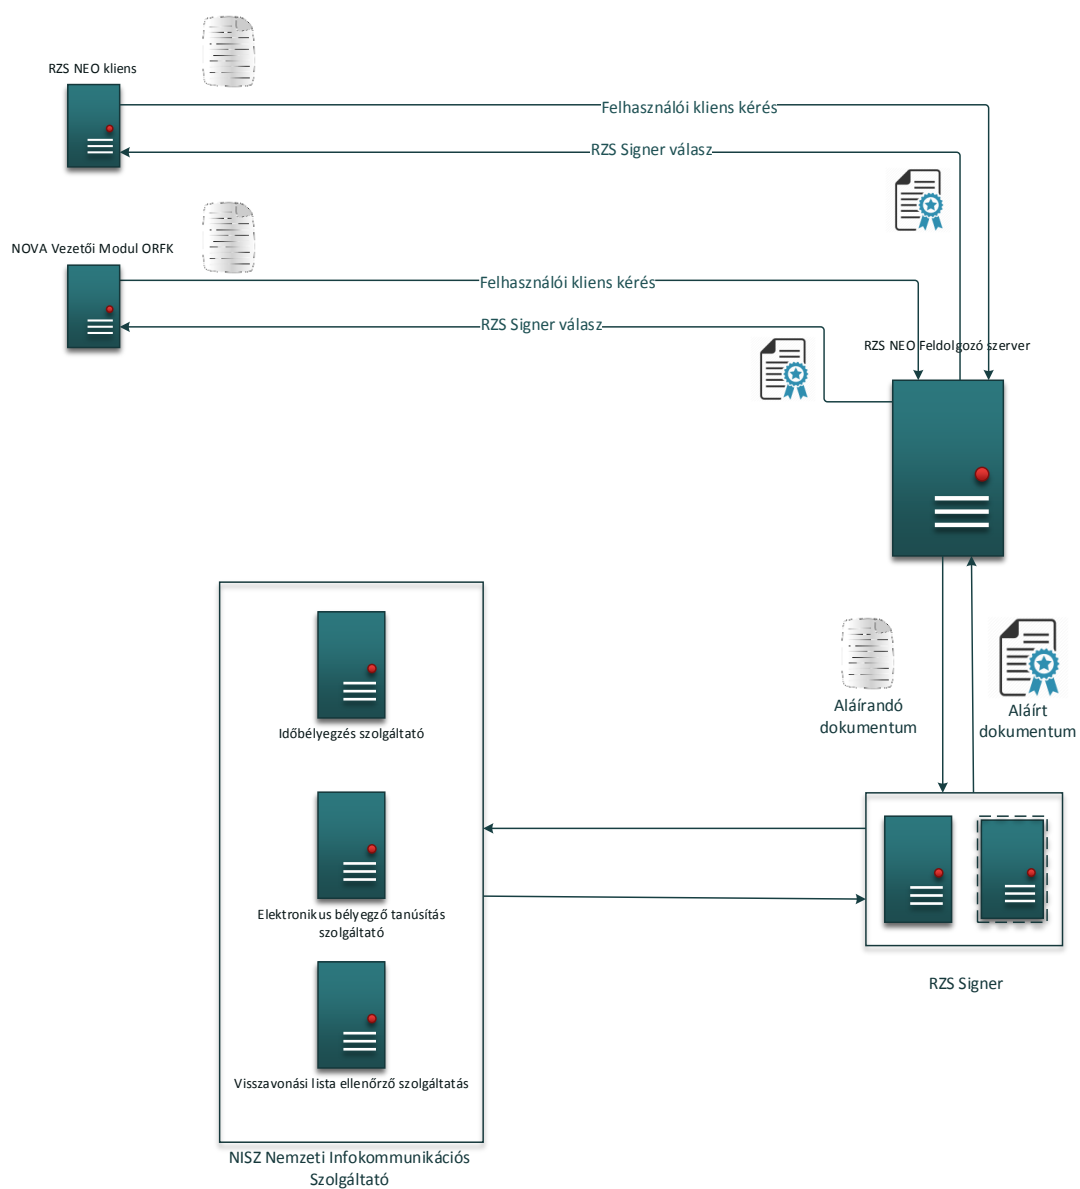 RZS NEO kliens
Felhasználói kliens kérés
RZS Signer válasz
NOVA Vezetői Modul ORFK
Felhasználói kliens kérés
RZS Signer válasz
RZS NEO Feldolgozó szerver
Aláírandó
dokumentum
Aláírt
dokumentum
Időbélyegzés szolgáltató
Elektronikus bélyegző tanúsítás
szolgáltató
RZS Signer
Visszavonási lista ellenőrző szolgáltatás
NISZ Nemzeti Infokommunikációs
Szolgáltató